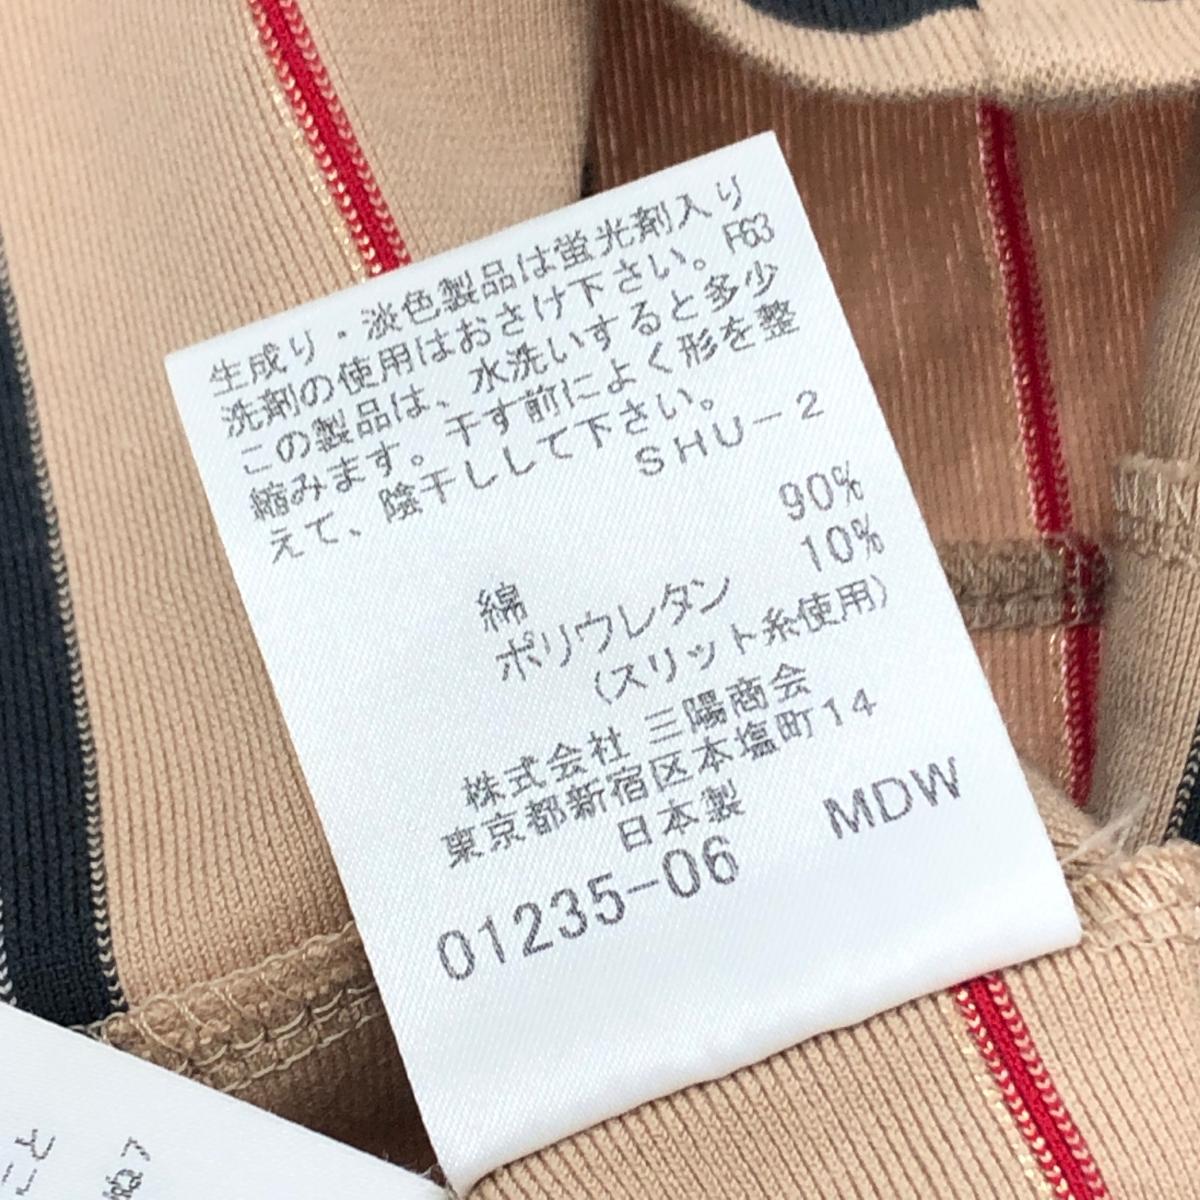 生成り・淡色製品は蛍光剤入り
洗剤の使用はおさけ下さい。F63
この製品は、水洗いすると多少
縮みます。干す前によく形を整
えて、陰干しして下さい。
SHU-2
綿 90%
ポリウレタン 10%
(スリット糸使用)
株式会社 三陽商会
東京都新宿区本塩町14
日本製 MDW
01235-06
こと